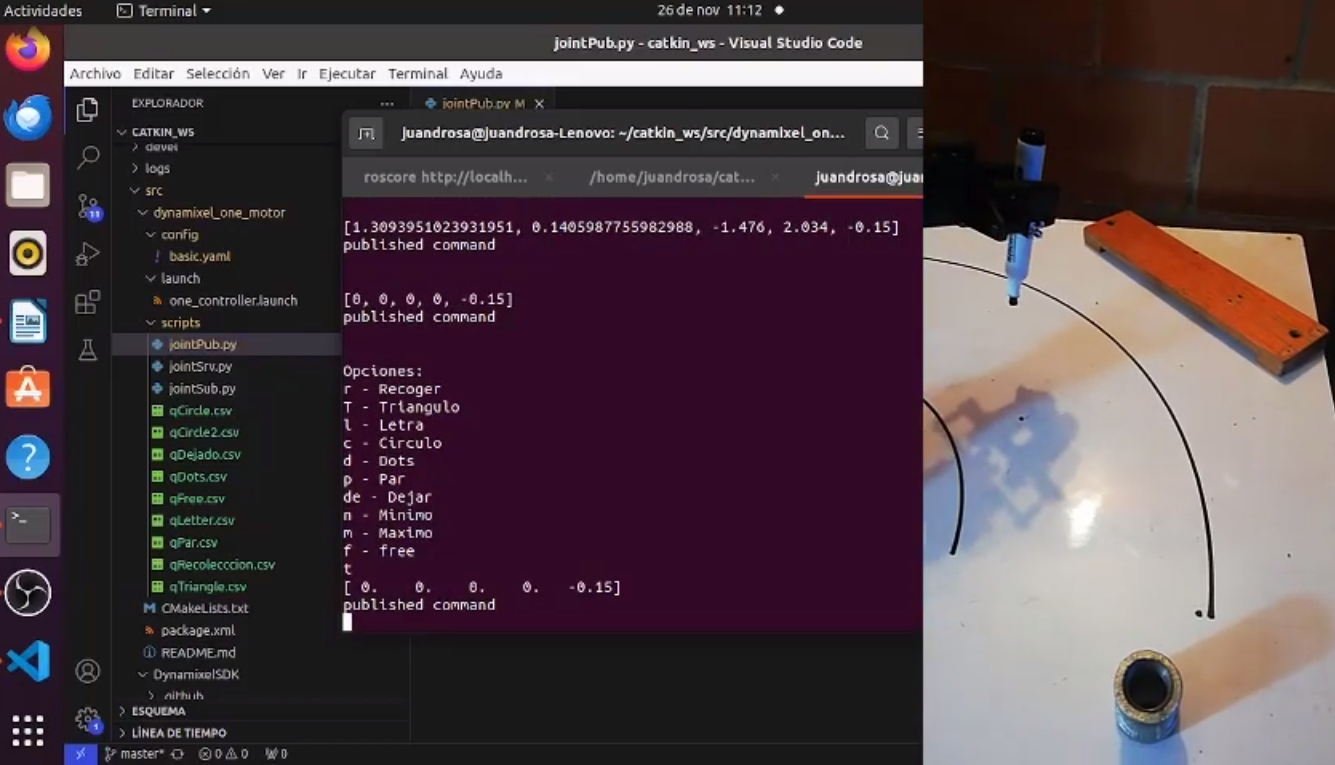 Actividades
Terminal
26 de nov 11:12
jointPub.py - catkin_ws - Visual Studio Code
Archivo Editar Selección Ver Ir Ejecutar Terminal Ayuda
EXPLORADOR
jointPub.py M
CATKIN_WS
devel
logs
src
dynamixel_one_motor
config
basic.yaml
launch
one_controller.launch
scripts
jointPub.py
jointSrv.py
jointSub.py
qCircle.csv
qCircle2.csv
qDejado.csv
qDots.csv
qFree.csv
qLetter.csv
qPar.csv
qRecolecccion.csv
qTriangle.csv
CMakeLists.txt
package.xml
README.md
DynamixelSDK
.github
ESQUEMA
LÍNEA DE TIEMPO
11
1
master* 0 0 0
juandrosa@juandrosa-Lenovo: ~/catkin_ws/src/dynamixel_on...
roscore http://localh...
/home/juandrosa/cat...
juandrosa@juan
[1.3093951023931951, 0.1405987755982988, -1.476, 2.034, -0.15]
published command
[0, 0, 0, 0, -0.15]
published command
Opciones:
r - Recoger
T - Triangulo
l - Letra
c - Circulo
d - Dots
p - Par
de - Dejar
n - Minimo
m - Maximo
f - free
t
[ 0. 0. 0. 0. -0.15]
published command